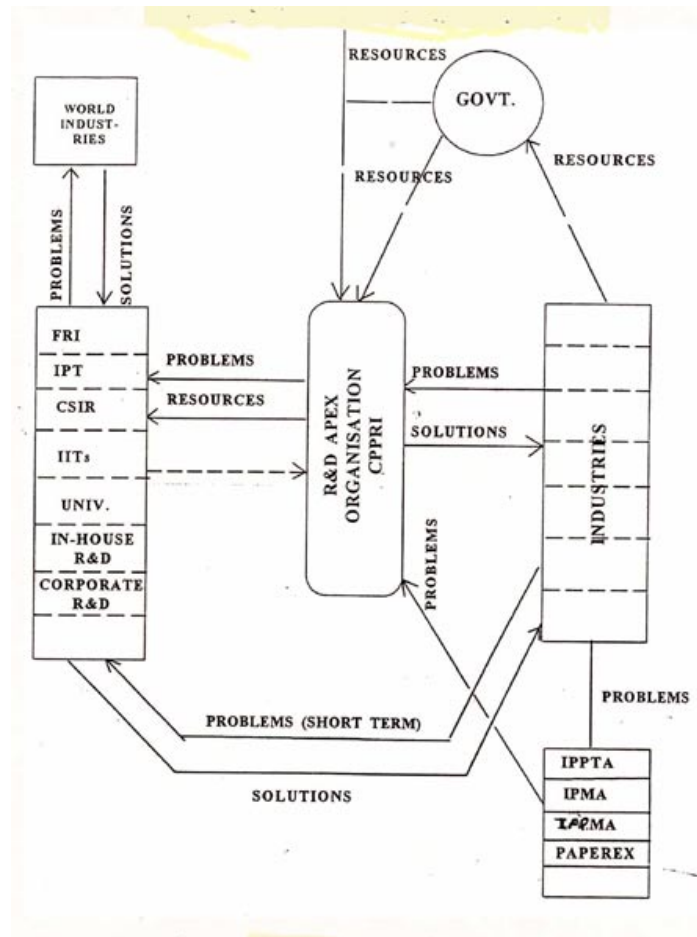 RESOURCES
GOVT.
WORLD
INDUST-
RIES
RESOURCES
RESOURCES
PROBLEMS
SOLUTIONS
FRI
IPT
CSIR
IITs
UNIV.
IN-HOUSE
R&D
CORPORATE
R&D
PROBLEMS
RESOURCES
R&D APEX
ORGANISATION
CPPRI
PROBLEMS
SOLUTIONS
INDUSTRIES
PROBLEMS
PROBLEMS (SHORT TERM)
SOLUTIONS
PROBLEMS
IPPTA
IPMA
PAPEREX